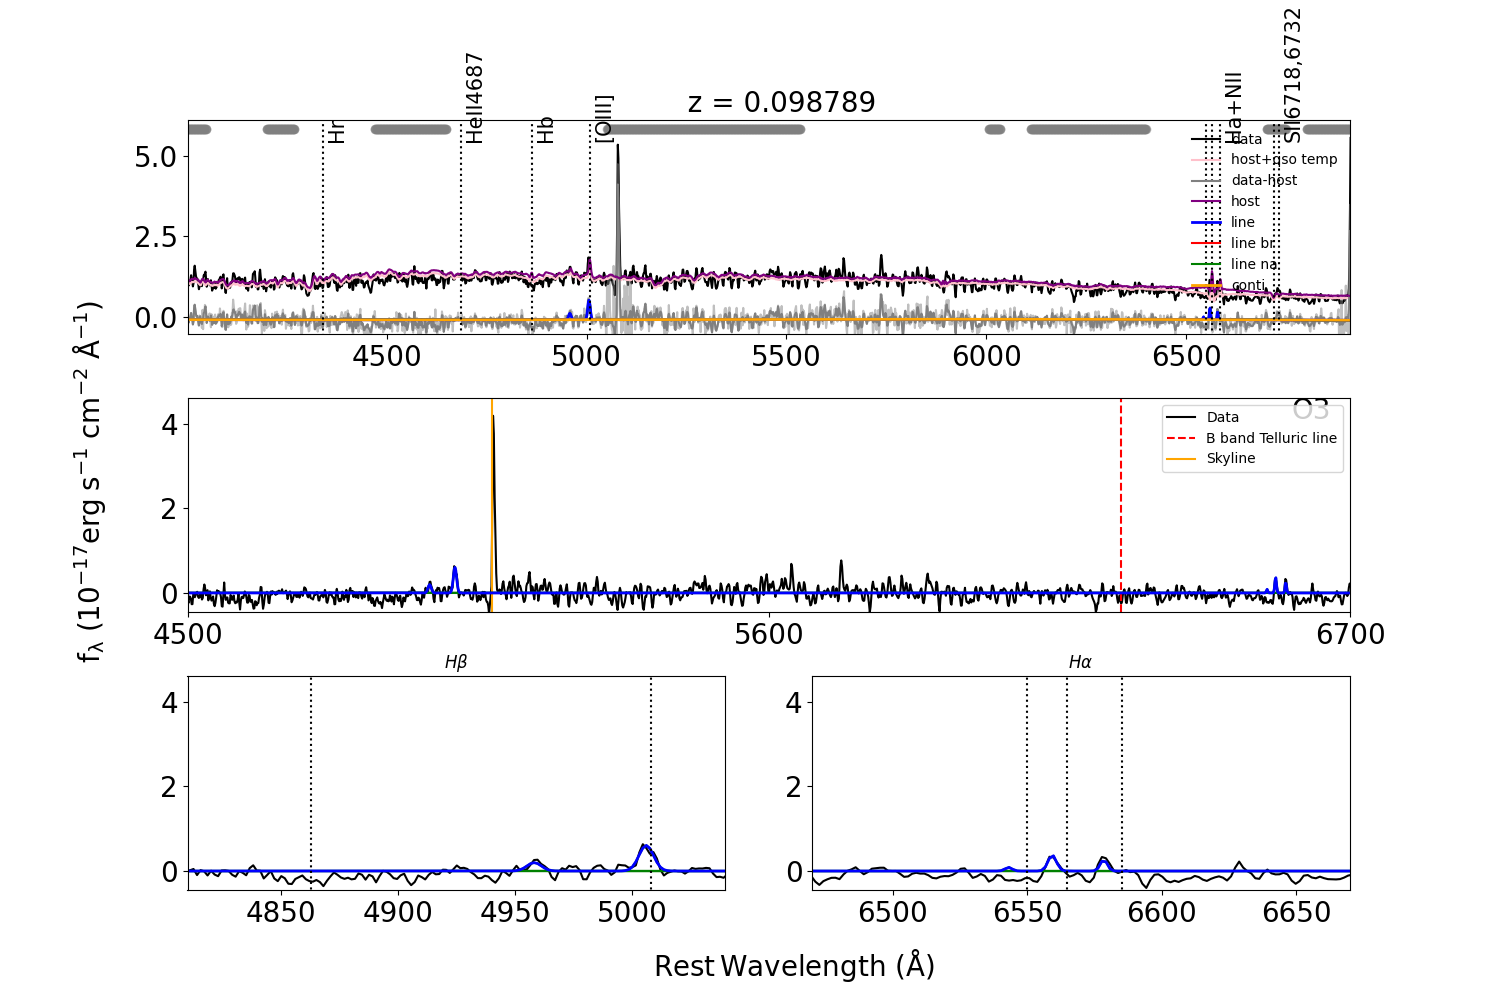 z = 0.098789
Hr
HeII4687
Hb
[OIII]
Ha+NII
SII6718,6732
data
host+qso temp
data-host
host
line
line br
line na
conti
5.0
2.5
0.0
4500 5000 5500 6000 6500
O3
Data
B band Telluric line
Skyline
4
2
0
4500 5600 6700
fλ (10−17erg s−1 cm−2 Å−1)
Hβ
4
2
0
4850 4900 4950 5000
Hα
4
2
0
6500 6550 6600 6650
Rest Wavelength (Å)